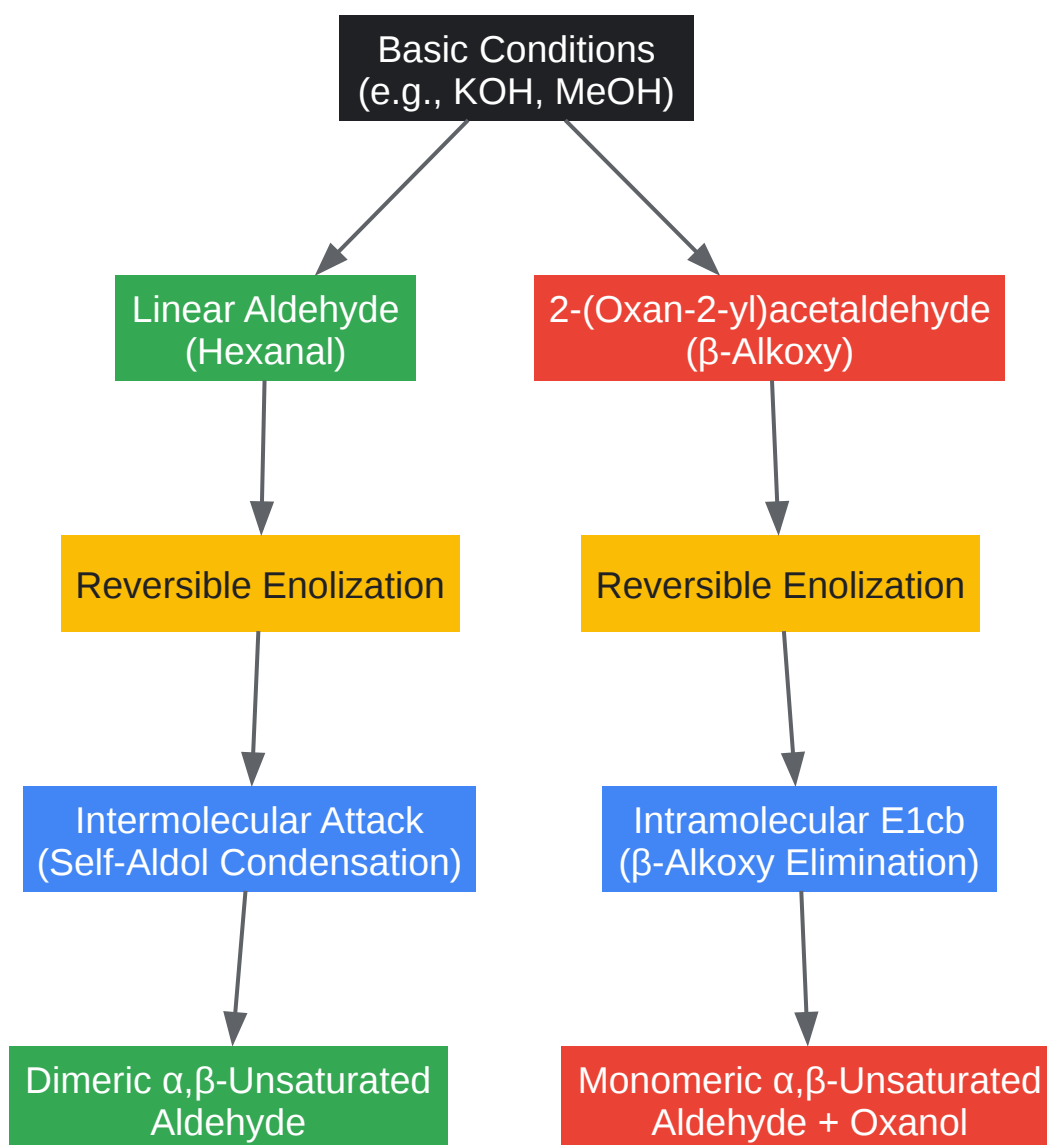 Basic Conditions
(e.g., KOH, MeOH)
Linear Aldehyde
(Hexanal)
2-(Oxan-2-yl)acetaldehyde
(β-Alkoxy)
Reversible Enolization
Reversible Enolization
Intermolecular Attack
(Self-Aldol Condensation)
Intramolecular E1cb
(β-Alkoxy Elimination)
Dimeric α,β-Unsaturated
Aldehyde
Monomeric α,β-Unsaturated
Aldehyde + Oxanol